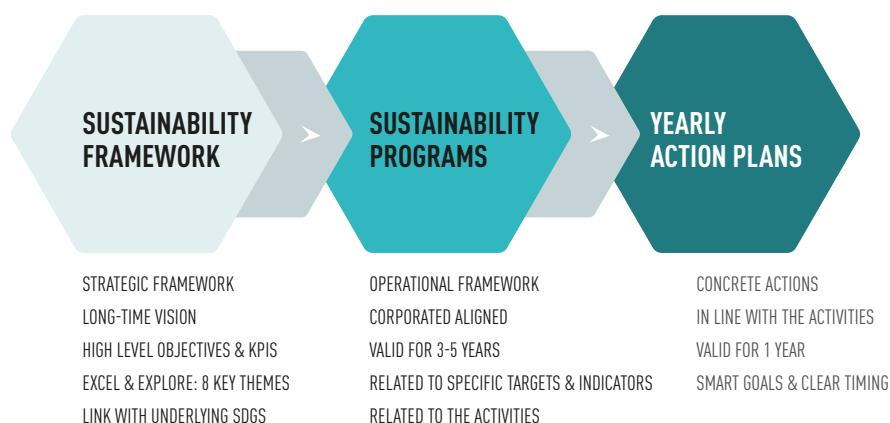 SUSTAINABILITY
FRAMEWORK
SUSTAINABILITY
PROGRAMS
YEARLY
ACTION PLANS
STRATEGIC FRAMEWORK
LONG-TIME VISION
HIGH LEVEL OBJECTIVES & KPIS
EXCEL & EXPLORE: 8 KEY THEMES
LINK WITH UNDERLYING SDGS
OPERATIONAL FRAMEWORK
CORPORATED ALIGNED
VALID FOR 3-5 YEARS
RELATED TO SPECIFIC TARGETS & INDICATORS
RELATED TO THE ACTIVITIES
CONCRETE ACTIONS
IN LINE WITH THE ACTIVITIES
VALID FOR 1 YEAR
SMART GOALS & CLEAR TIMING